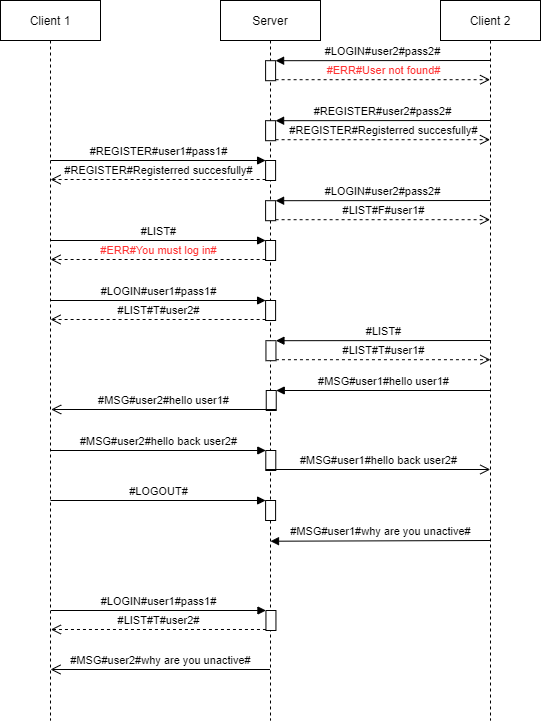 Client 1
Server
Client 2
#LOGIN#user2#pass2#
#ERR#User not found#
#REGISTER#user2#pass2#
#REGISTER#Registerred succesfully#
#REGISTER#user1#pass1#
#REGISTER#Registerred succesfully#
#LOGIN#user2#pass2#
#LIST#F#user1#
#LIST#
#ERR#You must log in#
#LOGIN#user1#pass1#
#LIST#T#user2#
#LIST#
#LIST#T#user1#
#MSG#user1#hello user1#
#MSG#user2#hello user1#
#MSG#user2#hello back user2#
#MSG#user1#hello back user2#
#LOGOUT#
#MSG#user1#why are you unactive#
#LOGIN#user1#pass1#
#LIST#T#user2#
#MSG#user2#why are you unactive#